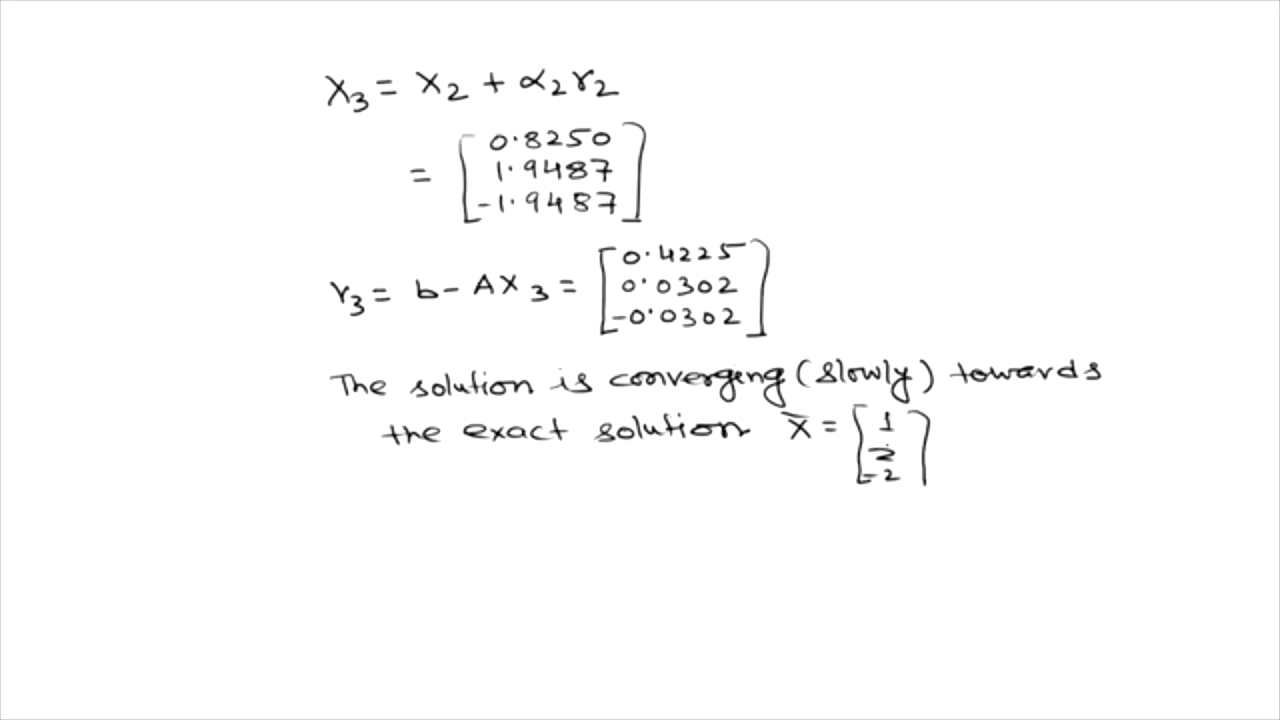 X₃ = X₂ + α₂r₂
= [0.8250
1.9487
-1.9487]
r₃ = b - AX₃ = [0.4225
0.0302
-0.0302]
The solution is converging (slowly) towards
the exact solution x̄ = [1
2
-2]